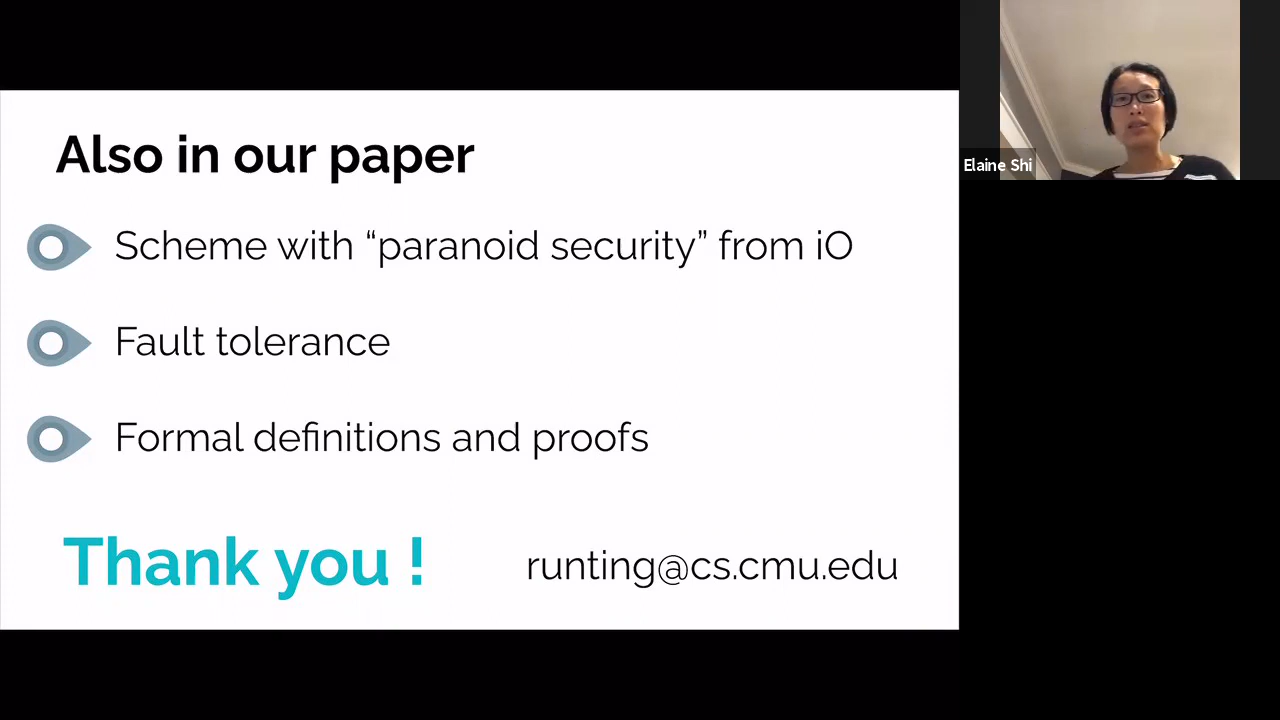 Also in our paper
Scheme with “paranoid security” from iO
Fault tolerance
Formal definitions and proofs
Thank you !
runting@cs.cmu.edu
Elaine Shi